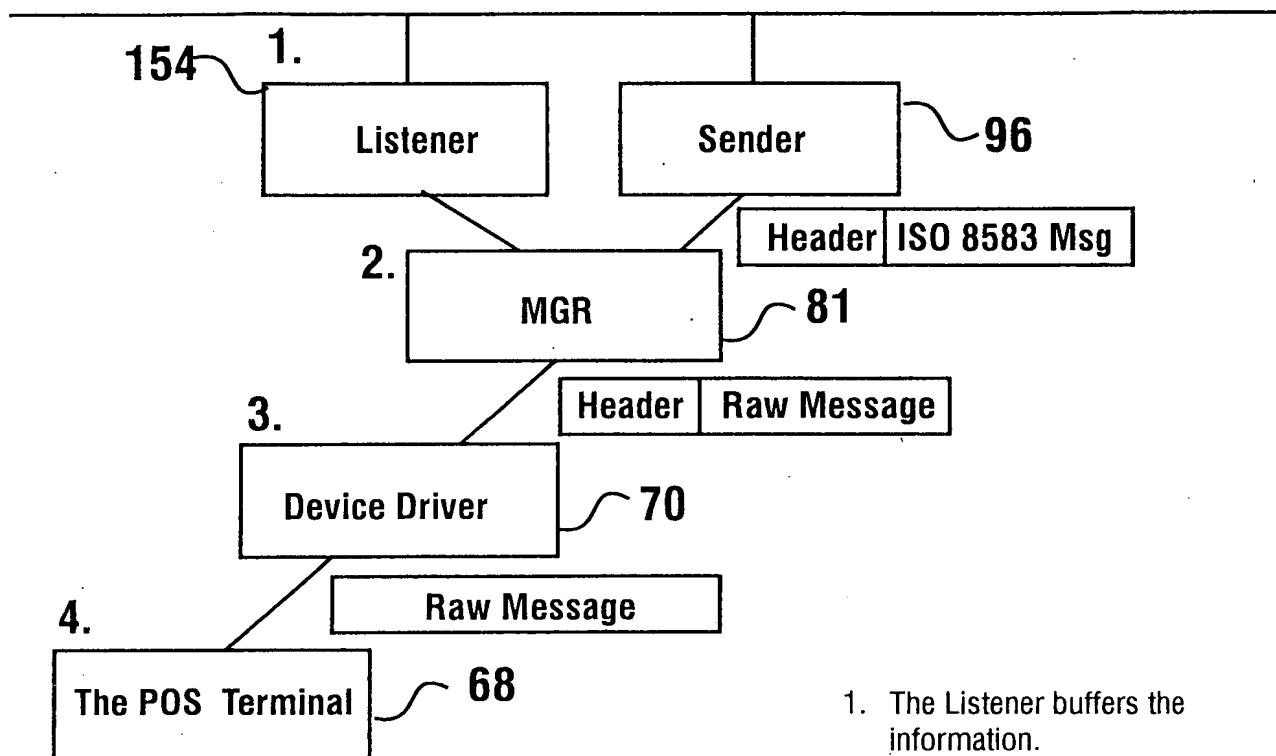 1.
154
Listener
Sender
96
Header ISO 8583 Msg
2.
MGR
81
Header Raw Message
3.
Device Driver
70
Raw Message
4.
The POS Terminal
68
1. The Listener buffers the
information.